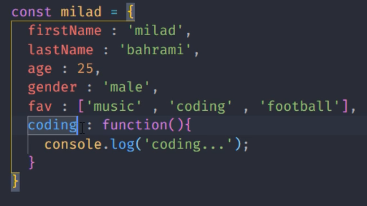 const milad = {
firstName : 'milad',
lastName : 'bahrami',
age : 25,
gender : 'male',
fav : ['music' , 'coding' , 'football'],
coding : function(){
console.log('coding...');
}
}